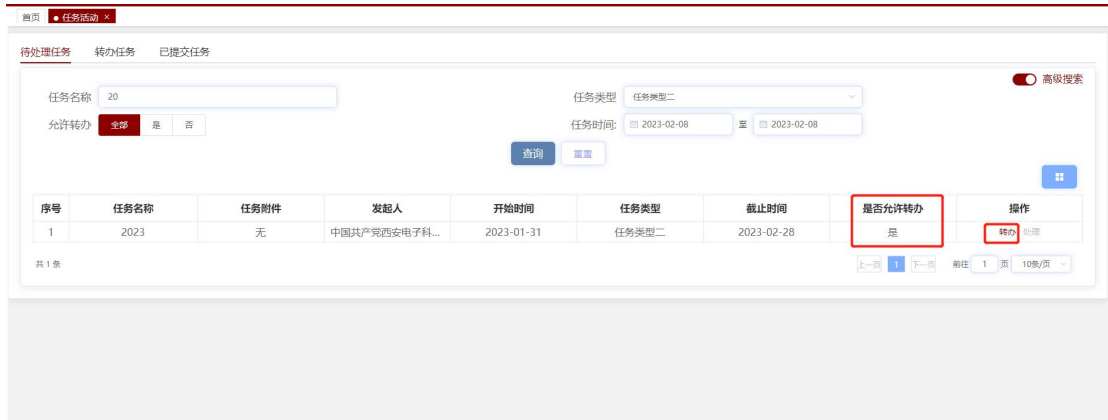 首页 ● 任务活动 ×
待处理任务 转办任务 已提交任务
高级搜索
任务名称 20 任务类型 任务类型二
允许转办 全部 是 否 任务时间: 2023-02-08 至 2023-02-08
查询 重置
序号 任务名称 任务附件 发起人 开始时间 任务类型 截止时间 是否允许转办 操作
1 2023 无 中国共产党西安电子科... 2023-01-31 任务类型二 2023-02-28 是 转办 处理
共 1 条 上一页 1 下一页 前往 1 页 10条/页